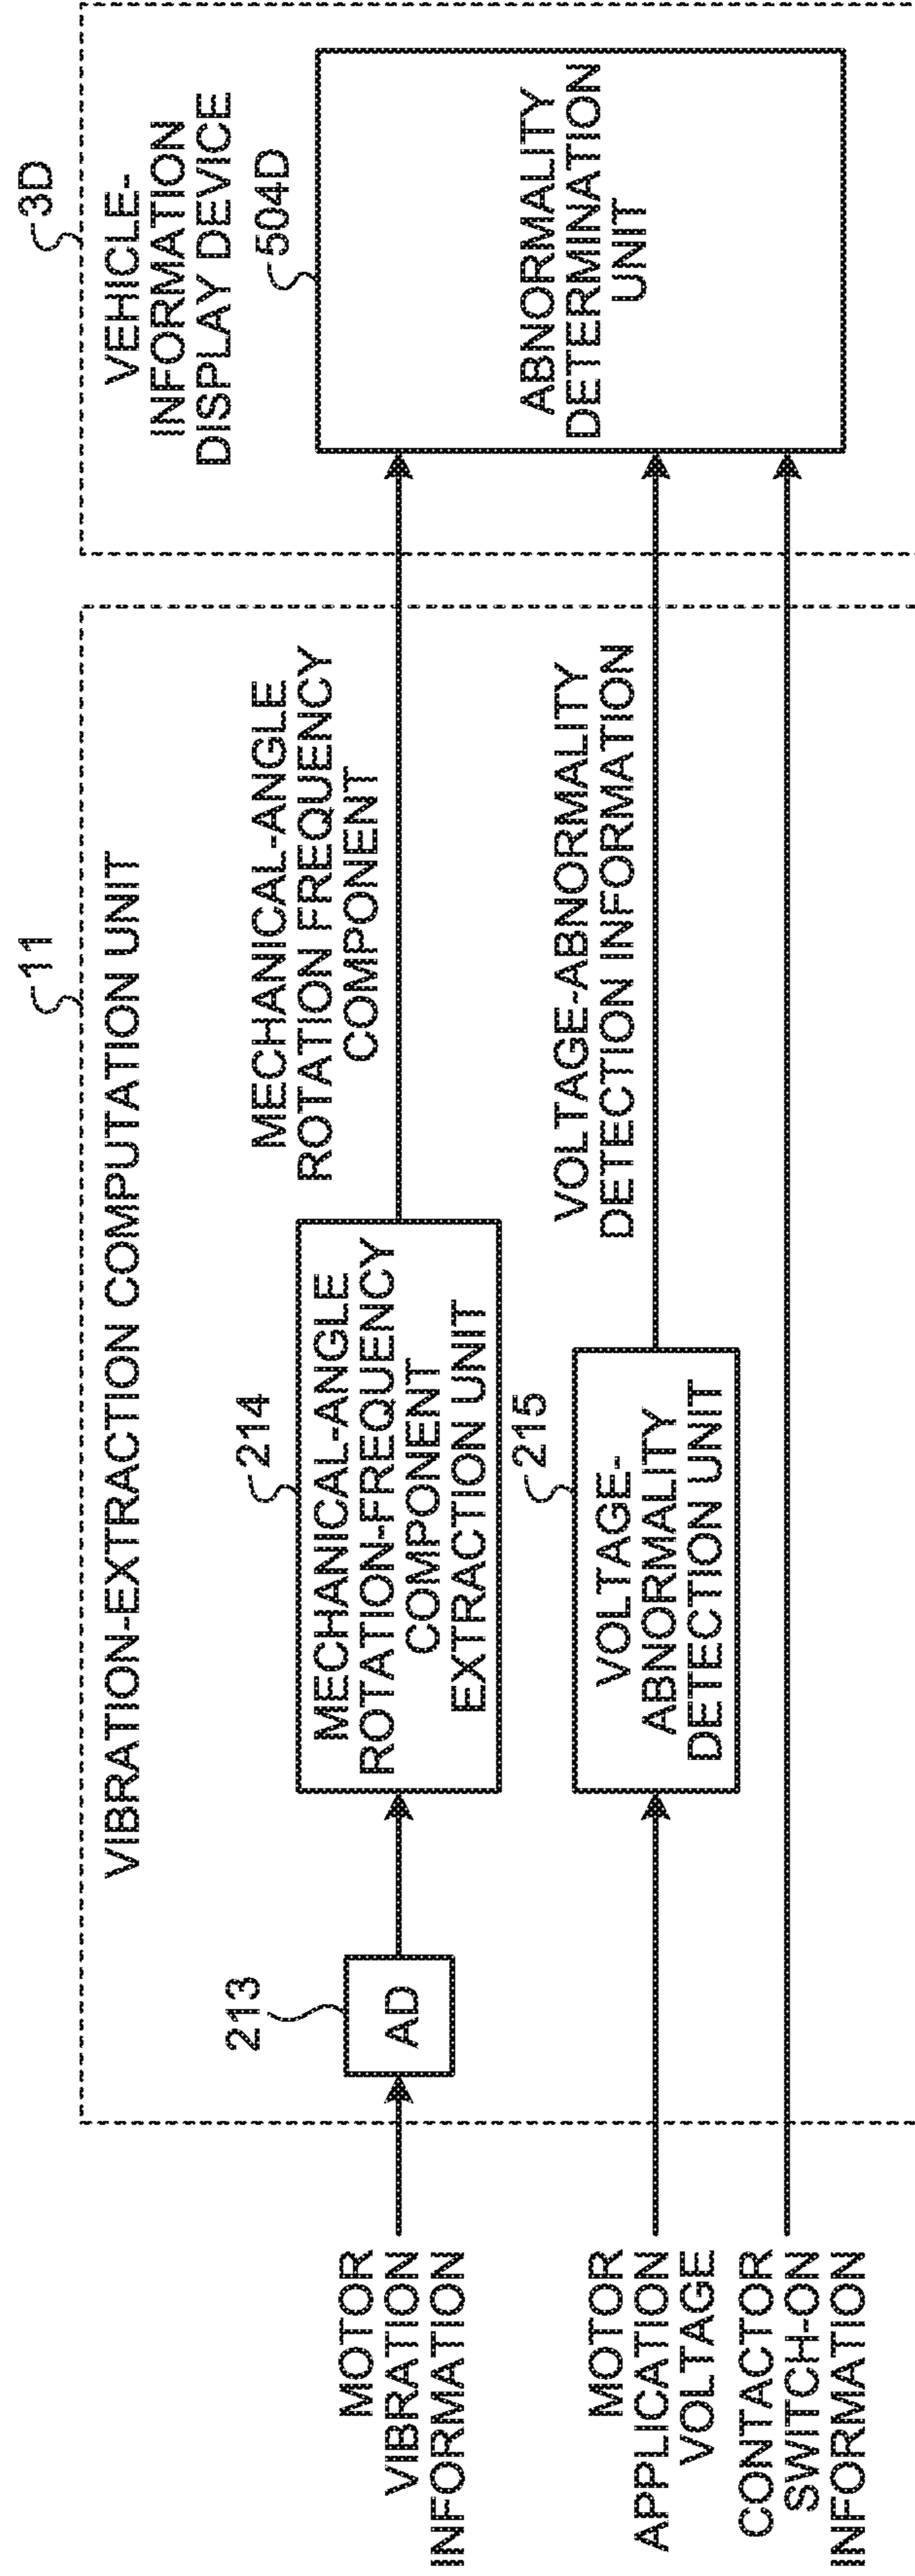 11
3D
VIBRATION-EXTRACTION COMPUTATION UNIT
VEHICLE-
INFORMATION
DISPLAY DEVICE
213
214
MECHANICAL-ANGLE
ROTATION FREQUENCY
COMPONENT
504D
MOTOR
VIBRATION
INFORMATION
AD
MECHANICAL-ANGLE
ROTATION-FREQUENCY
COMPONENT
EXTRACTION UNIT
215
VOLTAGE-ABNORMALITY
DETECTION INFORMATION
ABNORMALITY
DETERMINATION
UNIT
MOTOR
APPLICATION
VOLTAGE
VOLTAGE-
ABNORMALITY
DETECTION UNIT
CONTACTOR
SWITCH-ON
INFORMATION